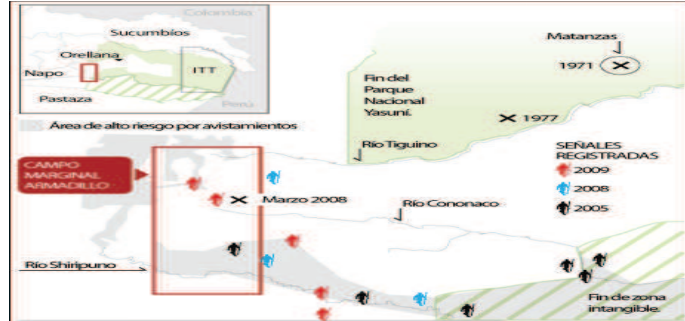 Colombia
Sucumbíos
Orellana
Napo
ITT
Pastaza
Perú
Área de alto riesgo por avistamientos
CAMPO
MARGINAL
ARMADILLO
Marzo 2008
Río Shiripuno
Matanzas
1971
Fin del
Parque
Nacional
Yasuní.
1977
Río Tiguino
SEÑALES
REGISTRADAS
2009
2008
2005
Río Cononaco
Fin de zona
intangible.